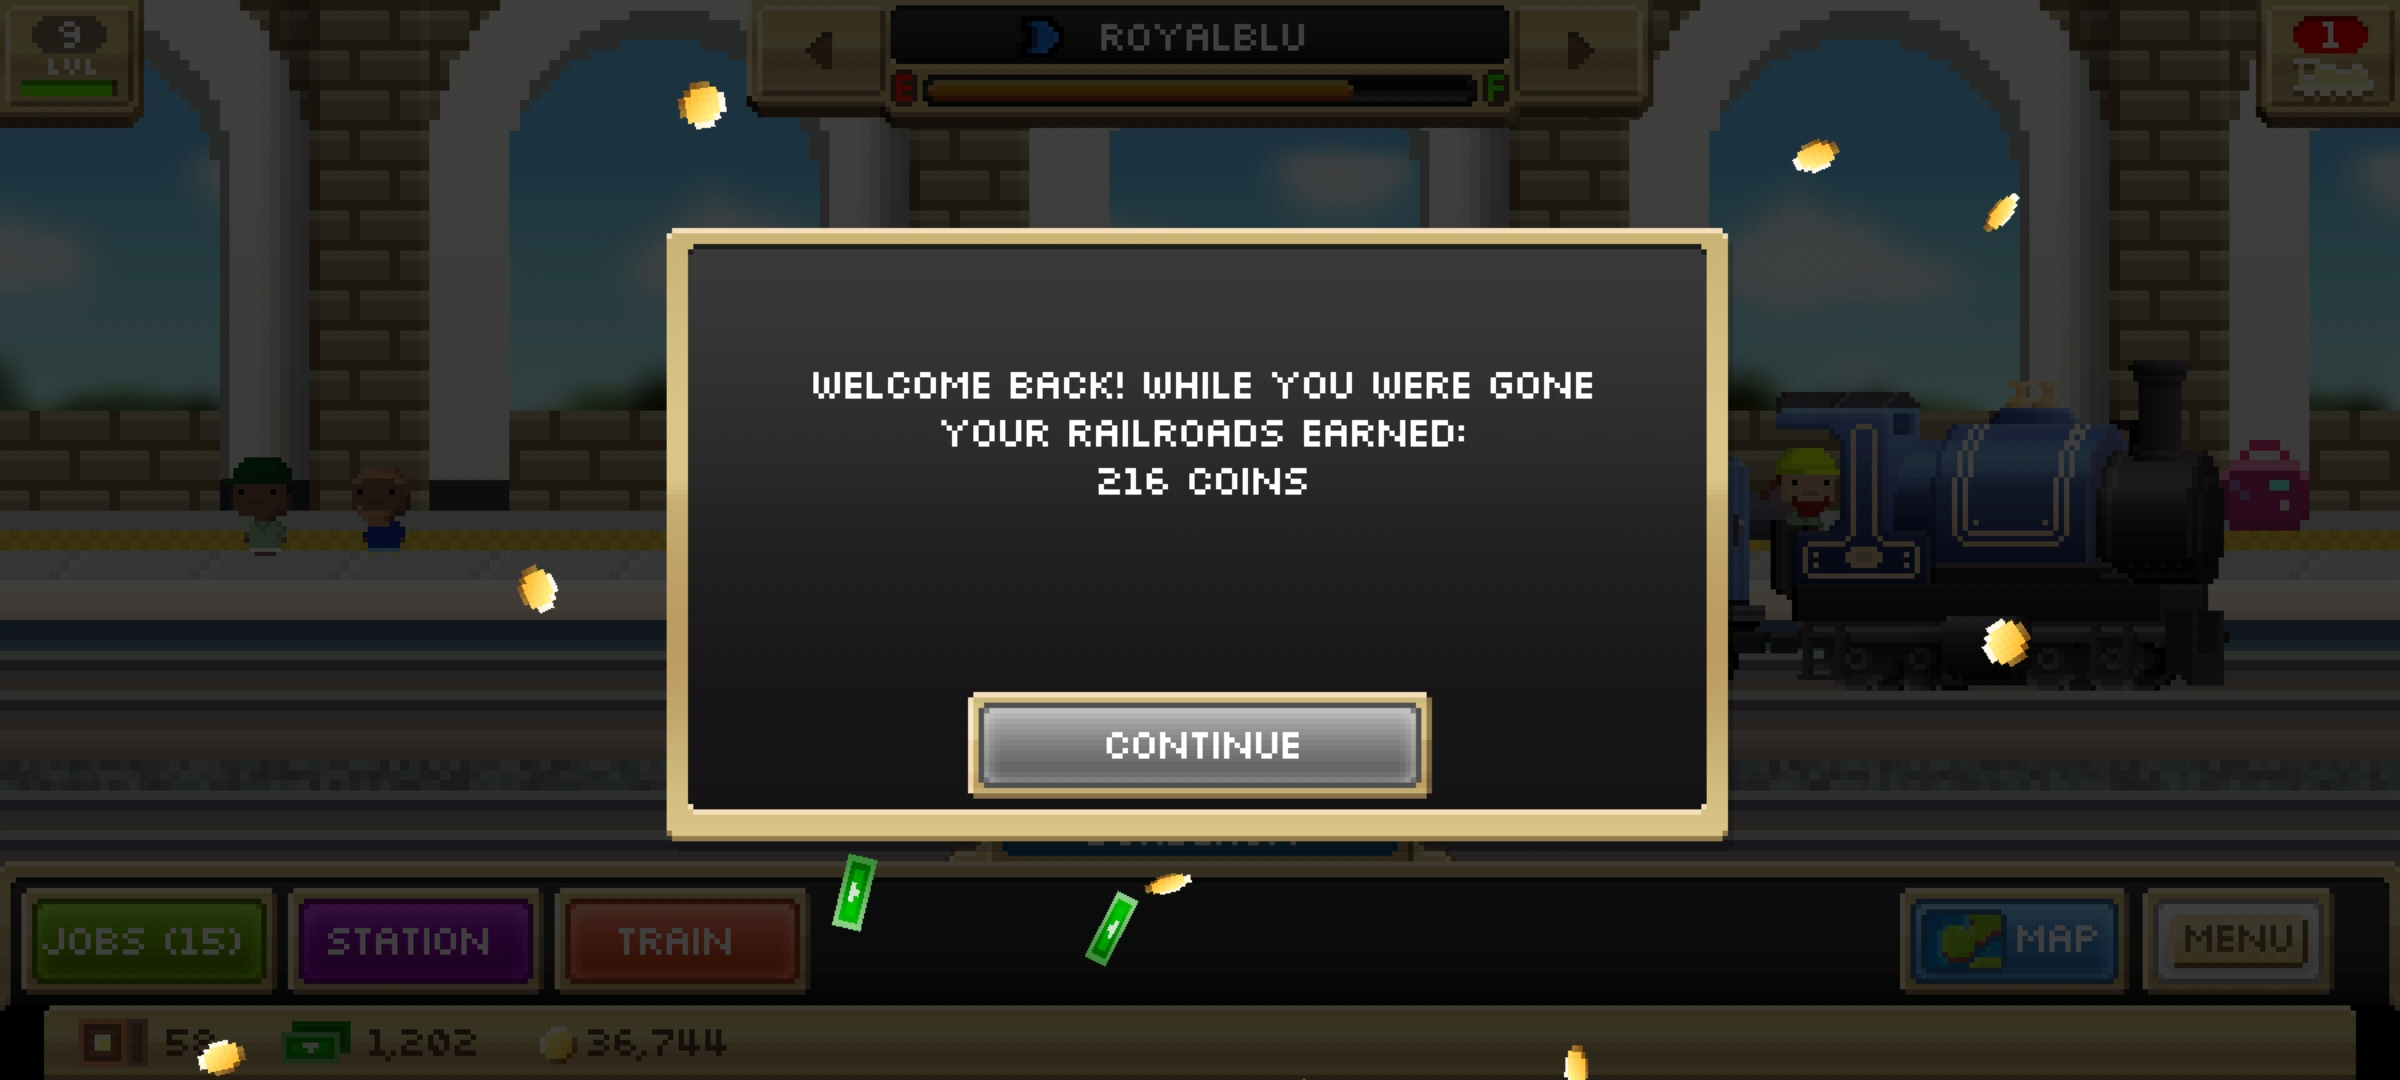 9
LVL
ROYALBLU
E F
1
WELCOME BACK! WHILE YOU WERE GONE
YOUR RAILROADS EARNED:
216 COINS
CONTINUE
JOBS (15) STATION TRAIN MAP MENU
1,202 36,744